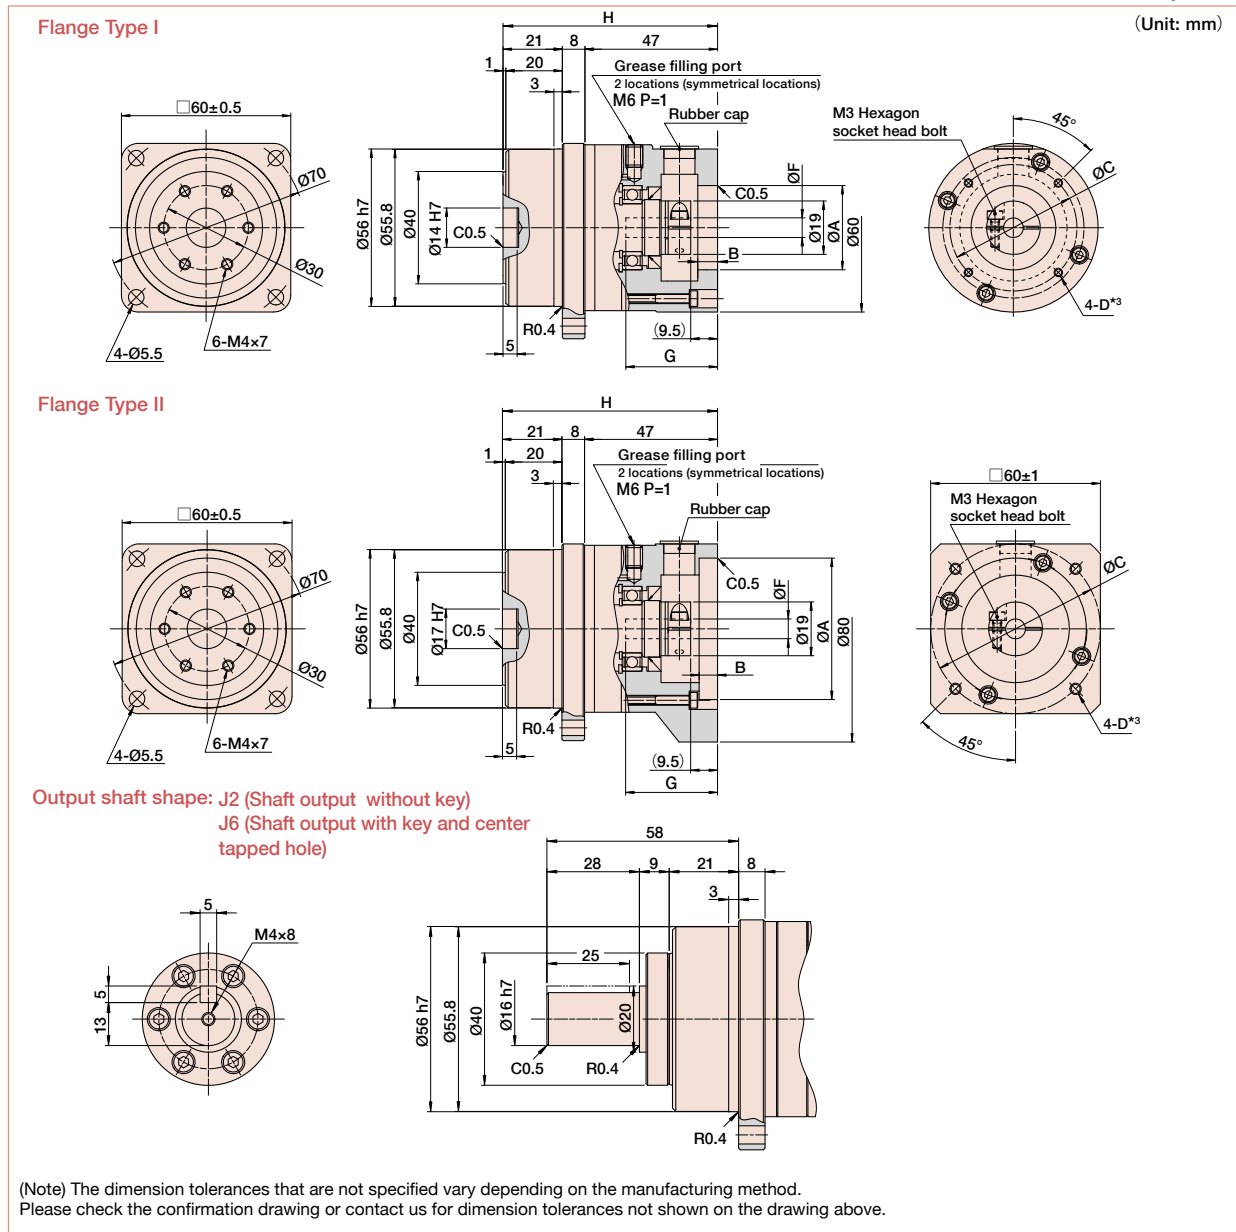 Flange Type I
(Unit: mm)
H
21 8 47
1 20
3
Grease filling port
2 locations (symmetrical locations)
M6 P=1
Rubber cap
□60±0.5
Ø70
Ø30
4-Ø5.5
6-M4×7
Ø56 h7
Ø55.8
Ø40
Ø14 H7
C0.5
R0.4
5
C0.5
ØF
Ø19
ØA
Ø60
B
(9.5)
G
M3 Hexagon
socket head bolt
45°
ØC
4-D*3
Flange Type II
H
21 8 47
1 20
3
Grease filling port
2 locations (symmetrical locations)
M6 P=1
Rubber cap
□60±0.5
Ø70
Ø30
4-Ø5.5
6-M4×7
Ø56 h7
Ø55.8
Ø40
Ø17 H7
C0.5
R0.4
5
C0.5
ØF
Ø19
ØA
Ø80
B
(9.5)
G
□60±1
M3 Hexagon
socket head bolt
ØC
4-D*3
45°
Output shaft shape: J2 (Shaft output without key)
J6 (Shaft output with key and center
tapped hole)
5
M4×8
5
13
58
28 9 21 8
3
25
Ø56 h7
Ø55.8
Ø40
Ø16 h7
Ø20
C0.5
R0.4
R0.4
(Note) The dimension tolerances that are not specified vary depending on the manufacturing method.
Please check the confirmation drawing or contact us for dimension tolerances not shown on the drawing above.